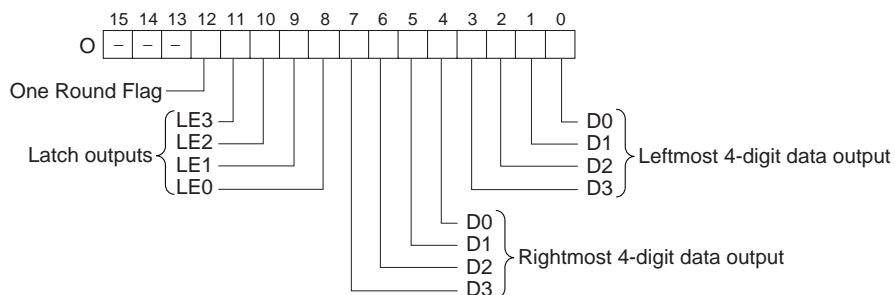 15 14 13 12 11 10 9 8 7 6 5 4 3 2 1 0
O – – –
One Round Flag
Latch outputs
LE3
LE2
LE1
LE0
D0
D1
D2
D3
Leftmost 4-digit data output
D0
D1
D2
D3
Rightmost 4-digit data output